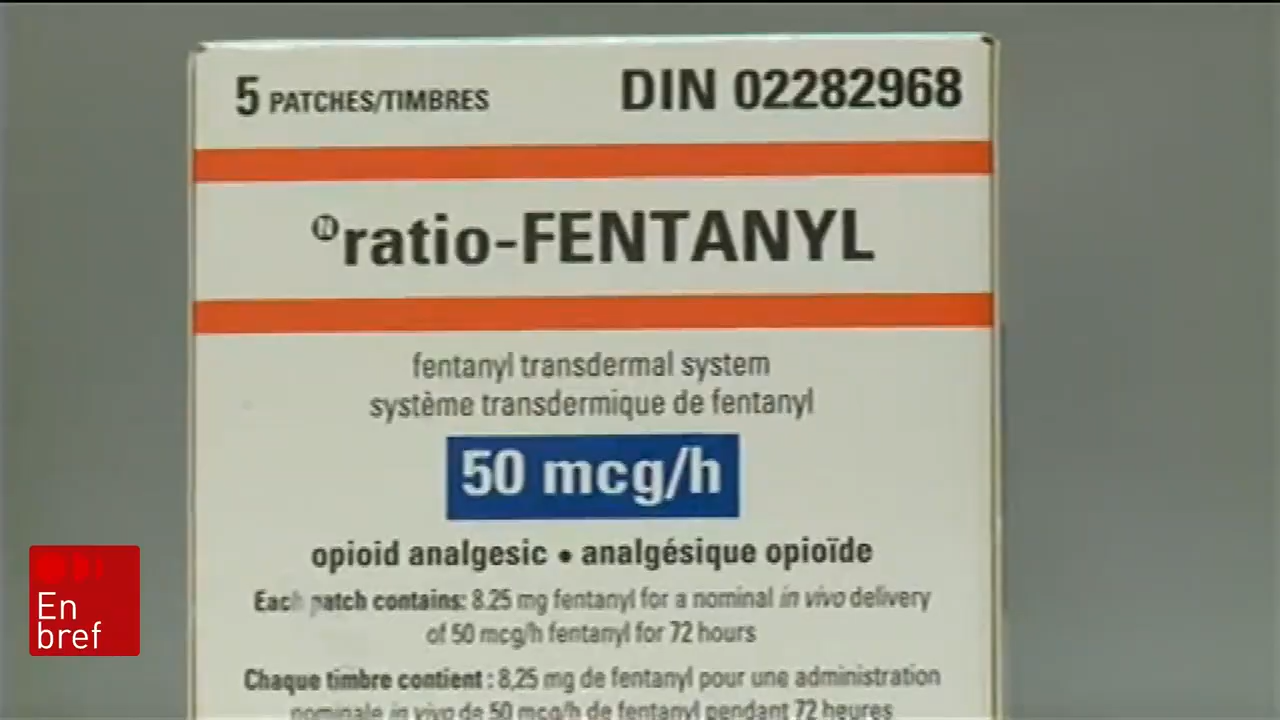 5 PATCHES/TIMBRES DIN 02282968
N ratio-FENTANYL
fentanyl transdermal system
système transdermique de fentanyl
50 mcg/h
opioid analgesic • analgésique opioïde
Each patch contains: 8.25 mg fentanyl for a nominal in vivo delivery
of 50 mcg/h fentanyl for 72 hours
Chaque timbre contient : 8,25 mg de fentanyl pour une administration
nominale in vivo de 50 mcg/h de fentanyl pendant 72 heures
En
bref